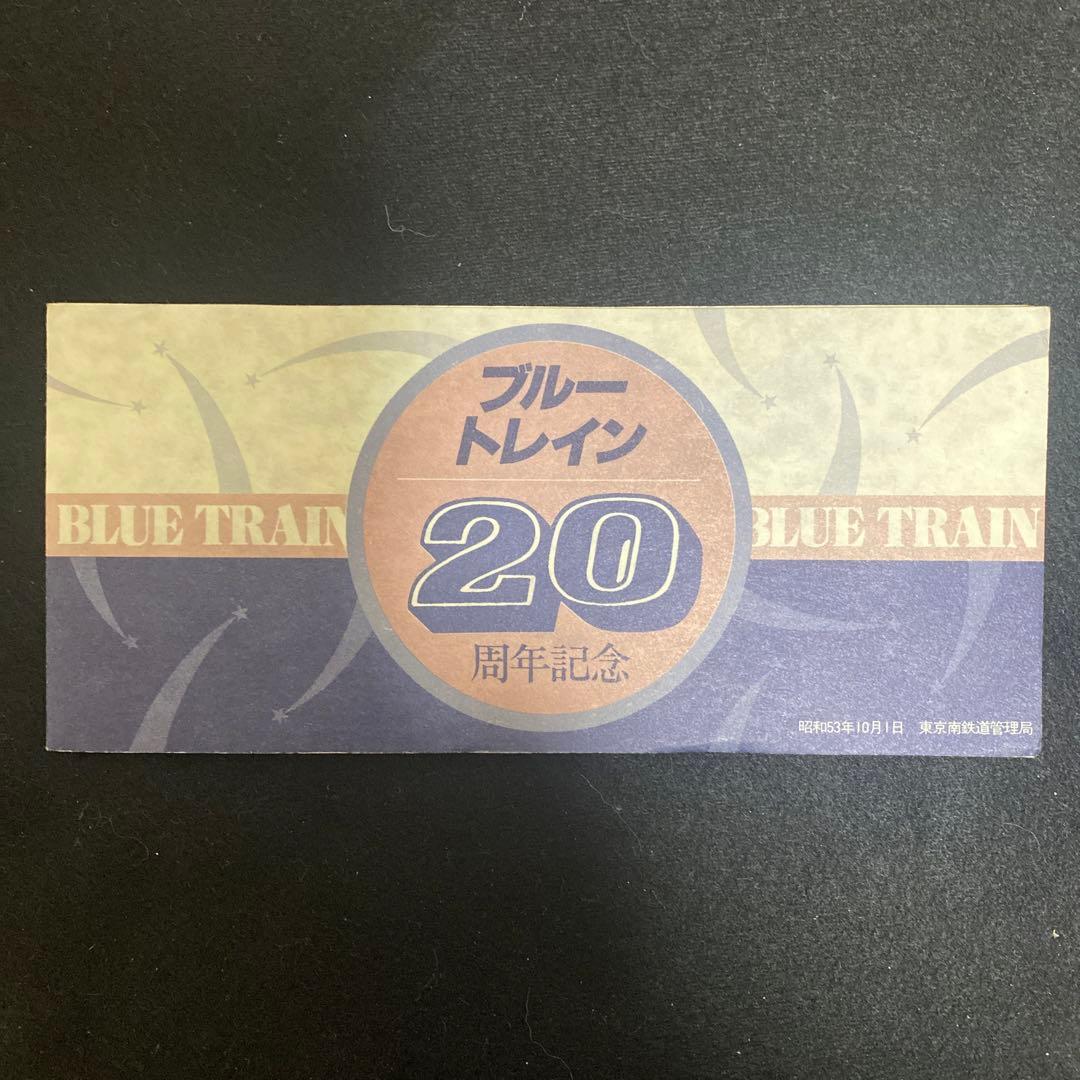 ブルー
トレイン
BLUE TRAIN
20
BLUE TRAIN
周年記念
昭和53年10月1日 東京南鉄道管理局